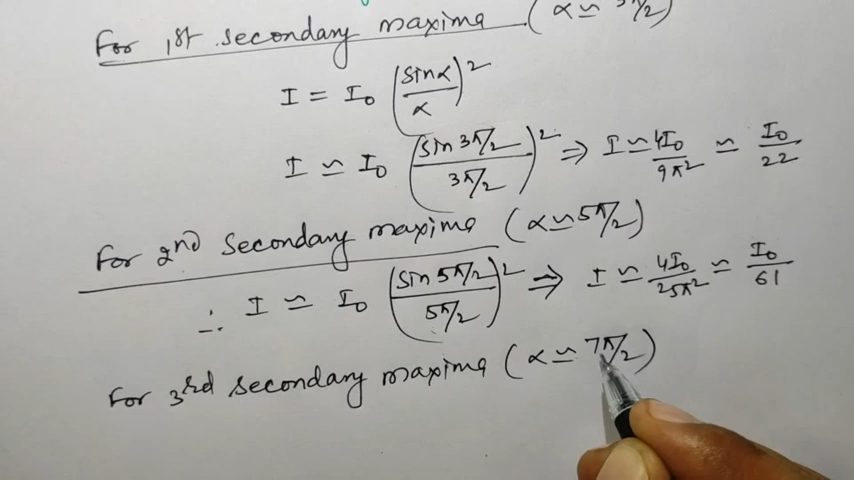 For 1st secondary maxima (α ≃ 3π/2)
I = I₀ (sinα/α)²
I ≃ I₀ (sin 3π/2 / 3π/2)² ⇒ I ≃ 4I₀/9π² ≃ I₀/22
For 2nd secondary maxima (α ≃ 5π/2)
∴ I ≃ I₀ (sin 5π/2 / 5π/2)² ⇒ I ≃ 4I₀/25π² ≃ I₀/61
For 3rd secondary maxima (α ≃ 7π/2)